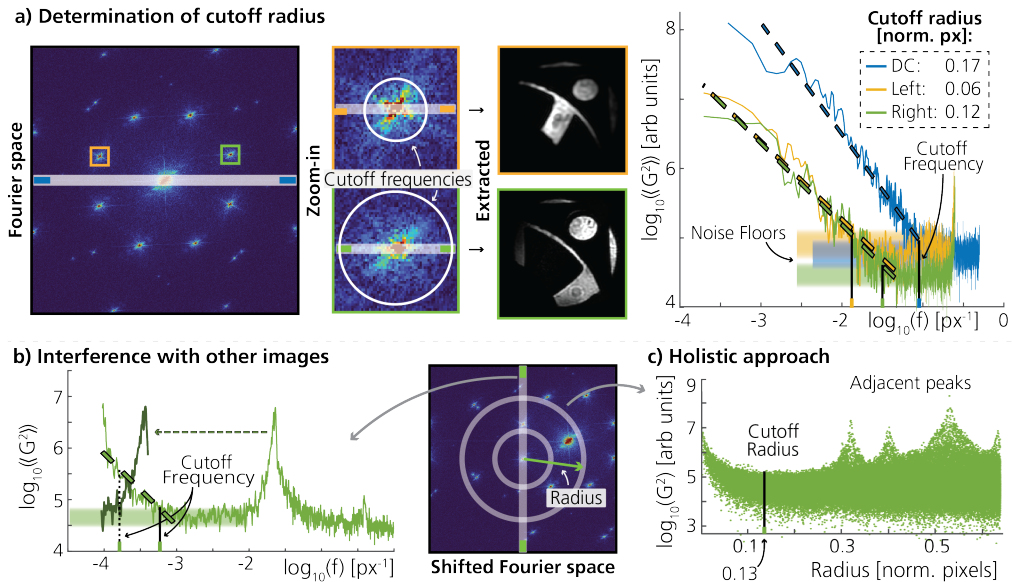 a) Determination of cutoff radius
Fourier space
Zoom-in
Cutoff frequencies
Extracted
log₁₀(⟨G²⟩) [arb units]
8
6
4
-4
-3
-2
-1
0
log₁₀(f) [px⁻¹]
Cutoff radius
[norm. px]:
DC: 0.17
Left: 0.06
Right: 0.12
Cutoff
Frequency
Noise Floors
b) Interference with other images
log₁₀(⟨G²⟩)
7
6
5
4
-4
-3
-2
-1
log₁₀(f) [px⁻¹]
Cutoff
Frequency
Radius
Shifted Fourier space
c) Holistic approach
log₁₀(G²) [arb units]
9
7
5
3
Adjacent peaks
Cutoff
Radius
0.1
0.3
0.5
0.13
Radius [norm. pixels]